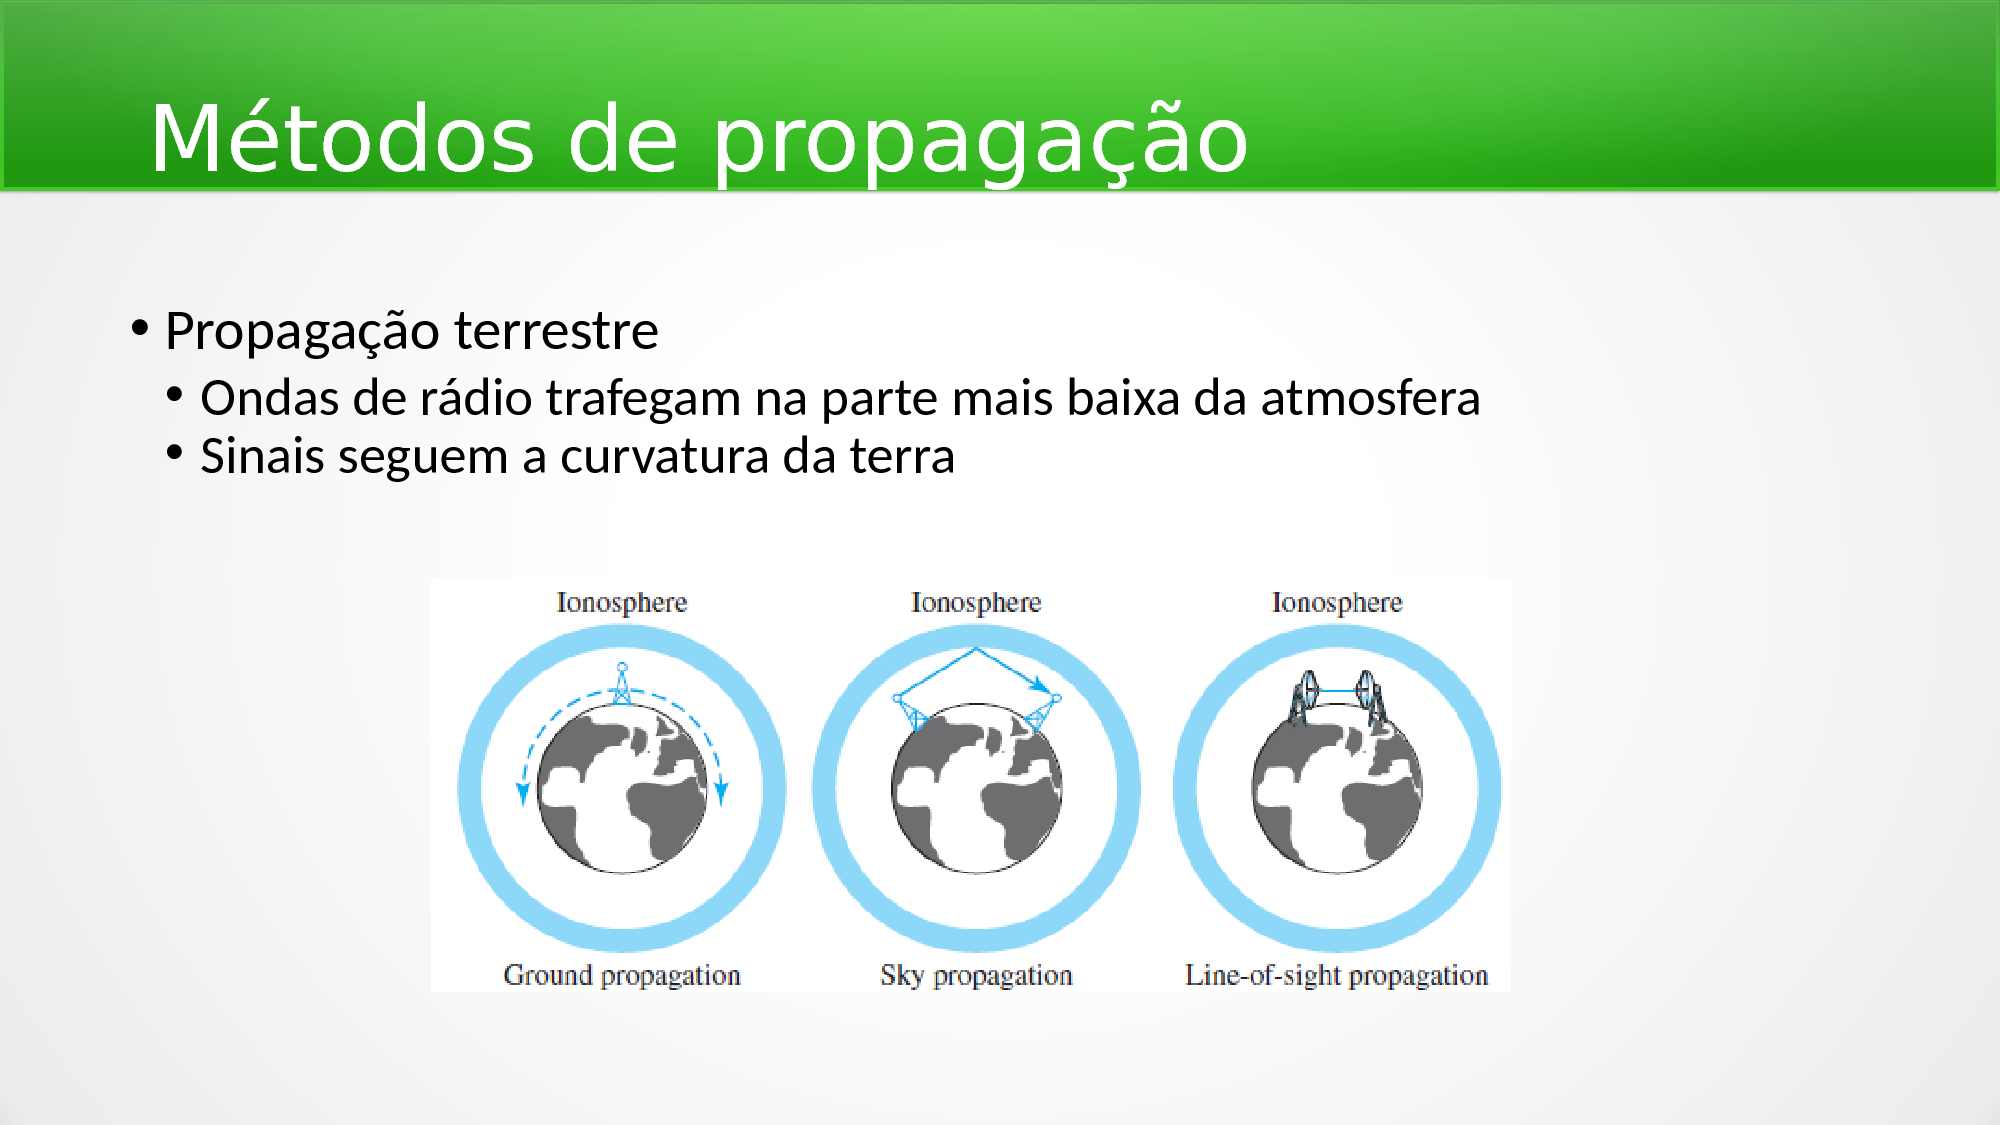 Métodos de propagação
• Propagação terrestre
• Ondas de rádio trafegam na parte mais baixa da atmosfera
• Sinais seguem a curvatura da terra
Ionosphere Ionosphere Ionosphere
Ground propagation Sky propagation Line-of-sight propagation